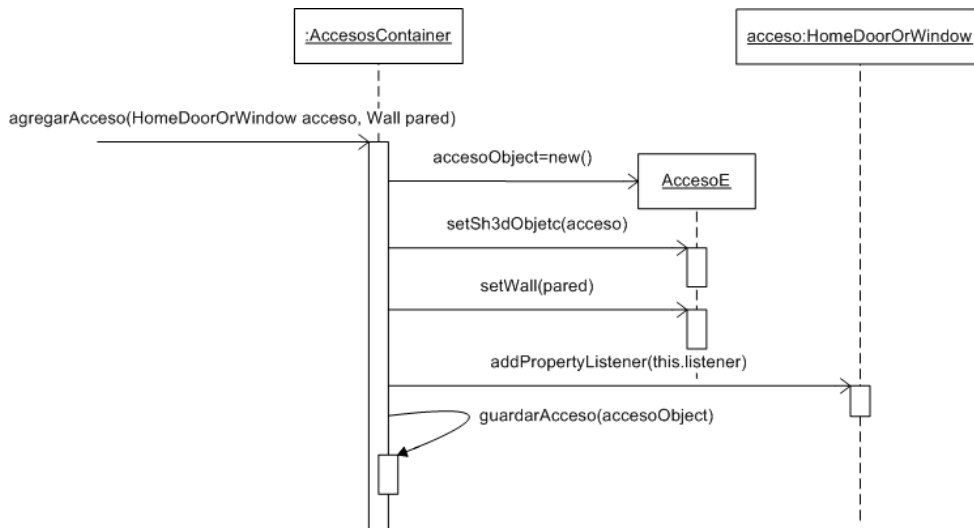 :AccesosContainer
acceso:HomeDoorOrWindow
agregarAcceso(HomeDoorOrWindow acceso, Wall pared)
accesoObject=new()
AccesoE
setSh3dObjetc(acceso)
setWall(pared)
addPropertyListener(this.listener)
guardarAcceso(accesoObject)